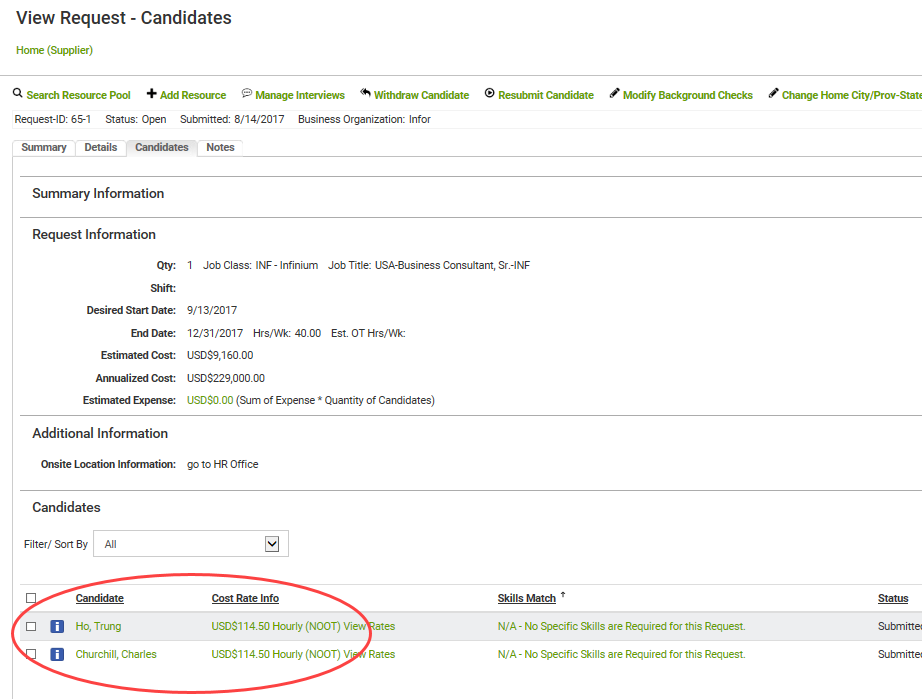 View Request - Candidates
Home (Supplier)
Search Resource Pool Add Resource Manage Interviews Withdraw Candidate Resubmit Candidate Modify Background Checks Change Home City/Prov-State
Request-ID: 65-1 Status: Open Submitted: 8/14/2017 Business Organization: Infor
Summary Details Candidates Notes
Summary Information
Request Information
Qty: 1 Job Class: INF - Infinium Job Title: USA-Business Consultant, Sr.-INF
Shift:
Desired Start Date: 9/13/2017
End Date: 12/31/2017 Hrs/Wk: 40.00 Est. OT Hrs/Wk:
Estimated Cost: USD$9,160.00
Annualized Cost: USD$229,000.00
Estimated Expense: USD$0.00 (Sum of Expense * Quantity of Candidates)
Additional Information
Onsite Location Information: go to HR Office
Candidates
Filter/ Sort By All
Candidate Cost Rate Info Skills Match ↑ Status
i Ho, Trung USD$114.50 Hourly (NOOT) View Rates N/A - No Specific Skills are Required for this Request. Submitte
i Churchill, Charles USD$114.50 Hourly (NOOT) View Rates N/A - No Specific Skills are Required for this Request. Submitte